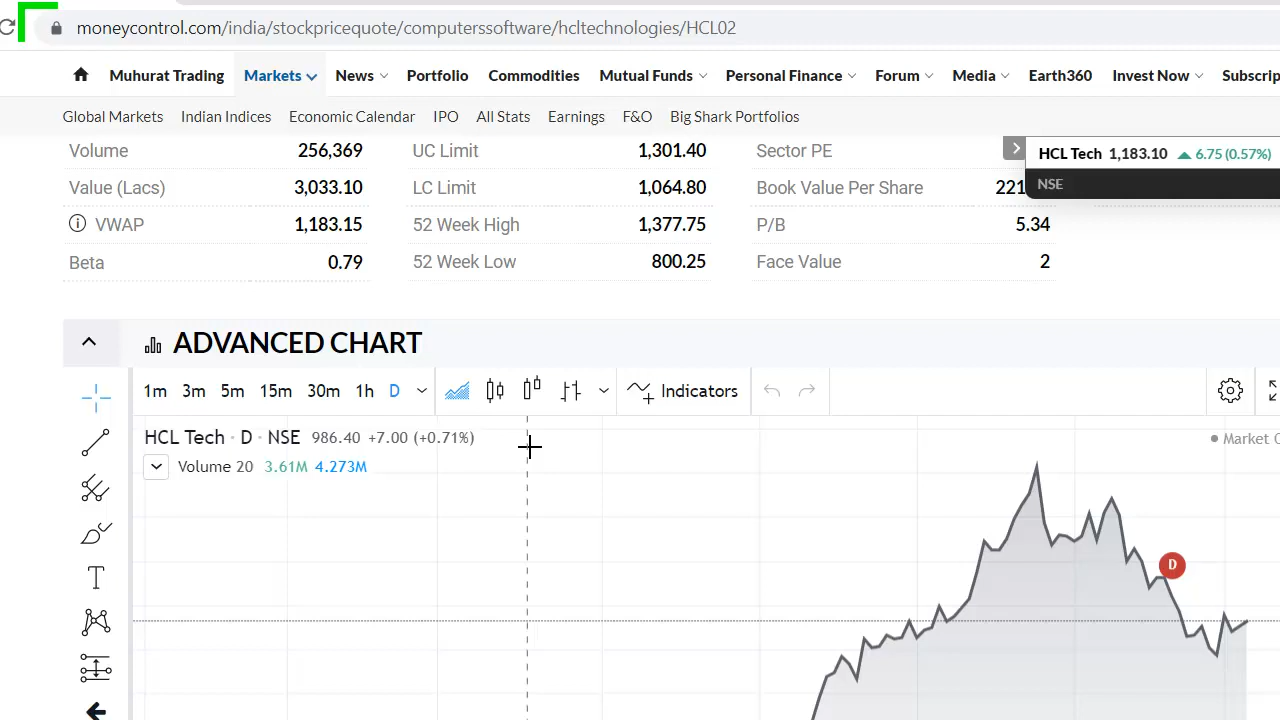 moneycontrol.com/india/stockpricequote/computerssoftware/hcltechnologies/HCL02
Muhurat Trading Markets News Portfolio Commodities Mutual Funds Personal Finance Forum Media Earth360 Invest Now Subscrip
Global Markets Indian Indices Economic Calendar IPO All Stats Earnings F&O Big Shark Portfolios
Volume 256,369 UC Limit 1,301.40 Sector PE
HCL Tech 1,183.10 6.75 (0.57%)
Value (Lacs) 3,033.10 LC Limit 1,064.80 Book Value Per Share 221
NSE
VWAP 1,183.15 52 Week High 1,377.75 P/B 5.34
Beta 0.79 52 Week Low 800.25 Face Value 2
ADVANCED CHART
1m 3m 5m 15m 30m 1h D Indicators
HCL Tech · D · NSE 986.40 +7.00 (+0.71%)
Market C
Volume 20 3.61M 4.273M
D
T